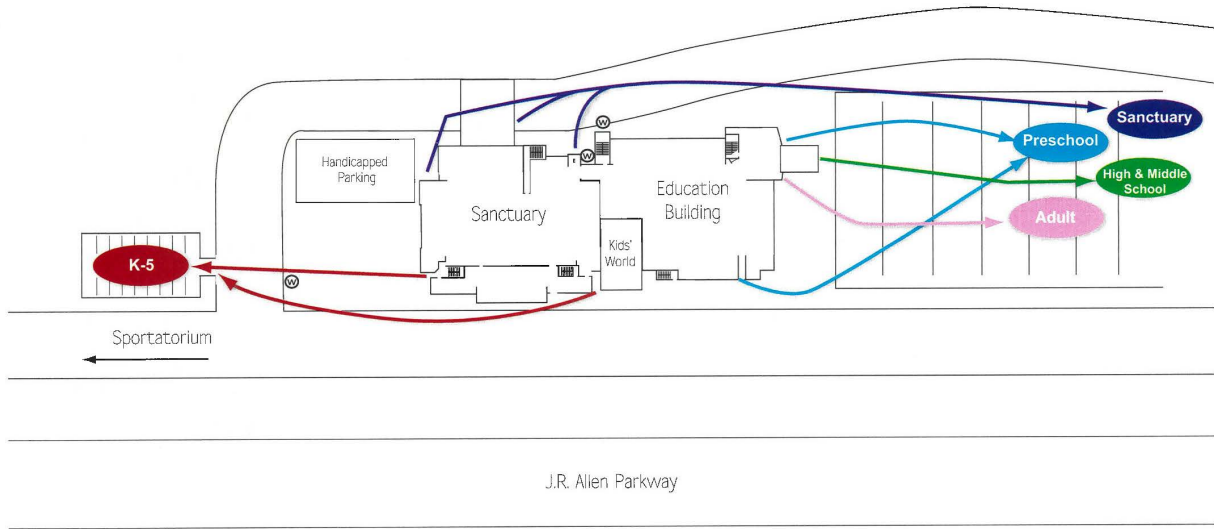 Sanctuary
Preschool
High & Middle
School
Adult
Handicapped
Parking
Sanctuary
Education
Building
Kids'
World
K-5
W
W
W
Sportatorium
J.R. Allen Parkway